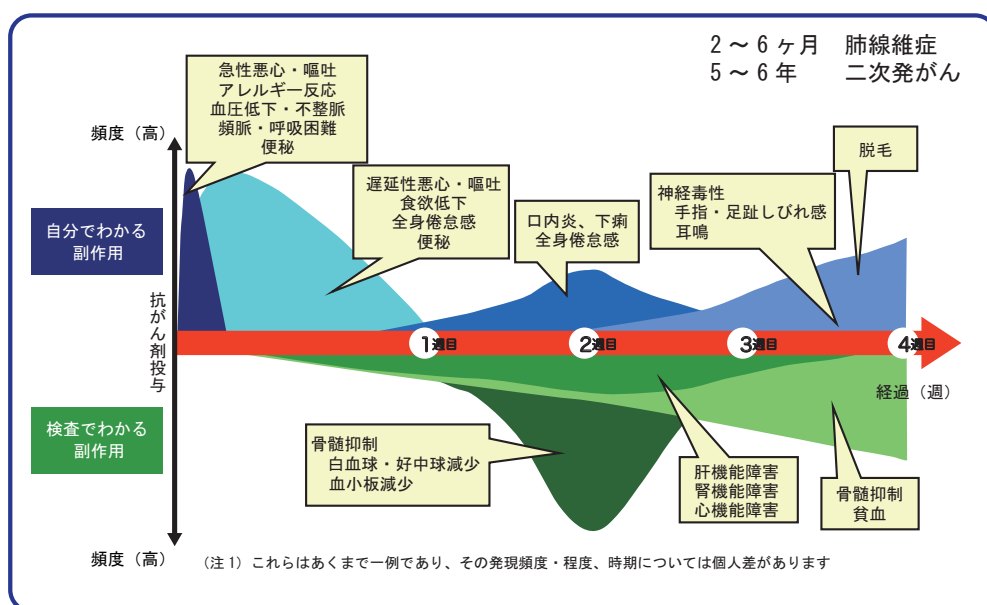 2～6ヶ月 肺線維症
5～6年 二次発がん
急性悪心・嘔吐
アレルギー反応
血圧低下・不整脈
頻脈・呼吸困難
便秘
頻度（高）
脱毛
遅延性悪心・嘔吐
食欲低下
全身倦怠感
便秘
神経毒性
手指・足趾しびれ感
耳鳴
口内炎、下痢
全身倦怠感
自分でわかる
副作用
抗がん剤投与
1週目
2週目
3週目
4週目
経過（週）
検査でわかる
副作用
骨髄抑制
白血球・好中球減少
血小板減少
肝機能障害
腎機能障害
心機能障害
骨髄抑制
貧血
頻度（高）
（注1）これらはあくまで一例であり、その発現頻度・程度、時期については個人差があります